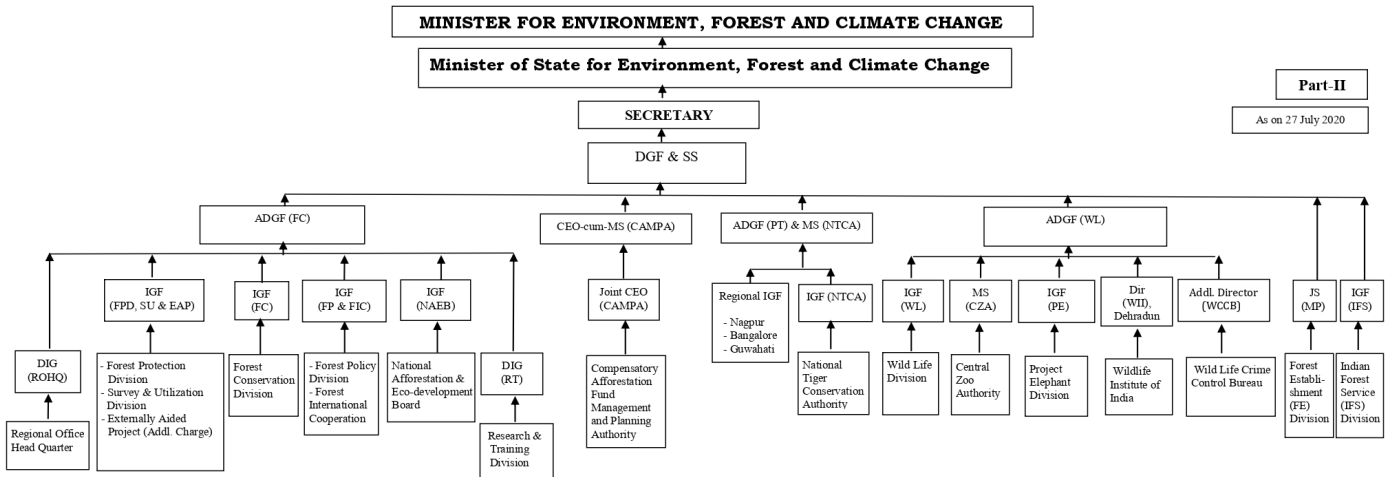 MINISTER FOR ENVIRONMENT, FOREST AND CLIMATE CHANGE
Minister of State for Environment, Forest and Climate Change
Part-II
As on 27 July 2020
SECRETARY
DGF & SS
ADGF (FC)
CEO-cum-MS (CAMPA)
ADGF (PT) & MS (NTCA)
ADGF (WL)
IGF
(FPD, SU & EAP)
IGF
(FC)
IGF
(FP & FIC)
IGF
(NAEB)
Joint CEO
(CAMPA)
Regional IGF
- Nagpur
- Bangalore
- Guwahati
IGF (NTCA)
IGF
(WL)
MS
(CZA)
IGF
(PE)
Dir
(WII),
Dehradun
Addl. Director
(WCCB)
JS
(MP)
IGF
(IFS)
DIG
(ROHQ)
- Forest Protection
Division
- Survey & Utilization
Division
- Externally Aided
Project (Addl. Charge)
Forest
Conservation
Division
- Forest Policy
Division
- Forest
International
Cooperation
National
Afforestation &
Eco-development
Board
DIG
(RT)
Compensatory
Afforestation
Fund
Management
and Planning
Authority
National
Tiger
Conservation
Authority
Wild Life
Division
Central
Zoo
Authority
Project
Elephant
Division
Wildlife
Institute of
India
Wild Life Crime
Control Bureau
Forest
Establi-
shment
(FE)
Division
Indian
Forest
Service
(IFS)
Division
Regional Office
Head Quarter
Research &
Training
Division